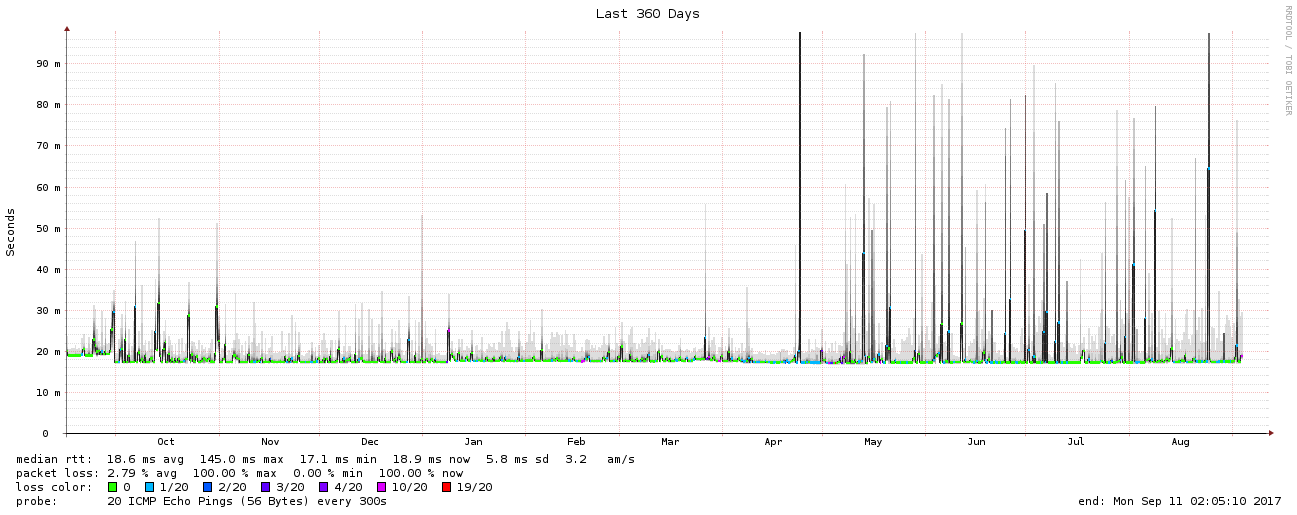 Last 360 Days
RRDTOOL / TOBI OETIKER
Seconds
90 m
80 m
70 m
60 m
50 m
40 m
30 m
20 m
10 m
0
Oct Nov Dec Jan Feb Mar Apr May Jun Jul Aug
median rtt: 18.6 ms avg 145.0 ms max 17.1 ms min 18.9 ms now 5.8 ms sd 3.2 am/s
packet loss: 2.79 % avg 100.00 % max 0.00 % min 100.00 % now
loss color: 0 1/20 2/20 3/20 4/20 10/20 19/20
probe: 20 ICMP Echo Pings (56 Bytes) every 300s end: Mon Sep 11 02:05:10 2017